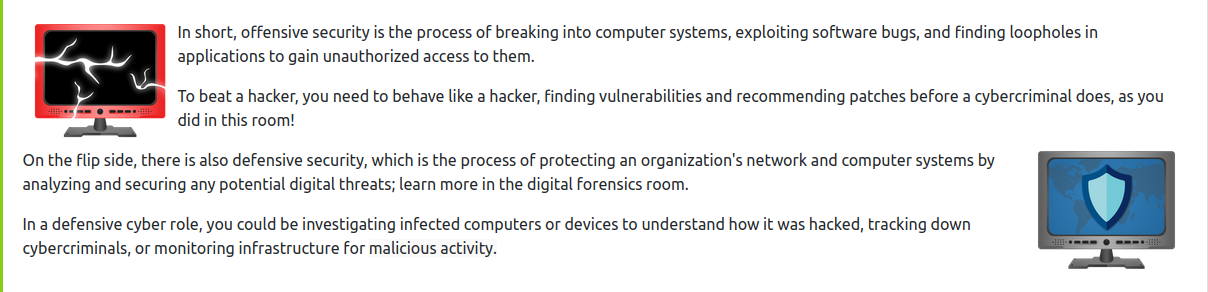 In short, offensive security is the process of breaking into computer systems, exploiting software bugs, and finding loopholes in
applications to gain unauthorized access to them.
To beat a hacker, you need to behave like a hacker, finding vulnerabilities and recommending patches before a cybercriminal does, as you
did in this room!
On the flip side, there is also defensive security, which is the process of protecting an organization's network and computer systems by
analyzing and securing any potential digital threats; learn more in the digital forensics room.
In a defensive cyber role, you could be investigating infected computers or devices to understand how it was hacked, tracking down
cybercriminals, or monitoring infrastructure for malicious activity.